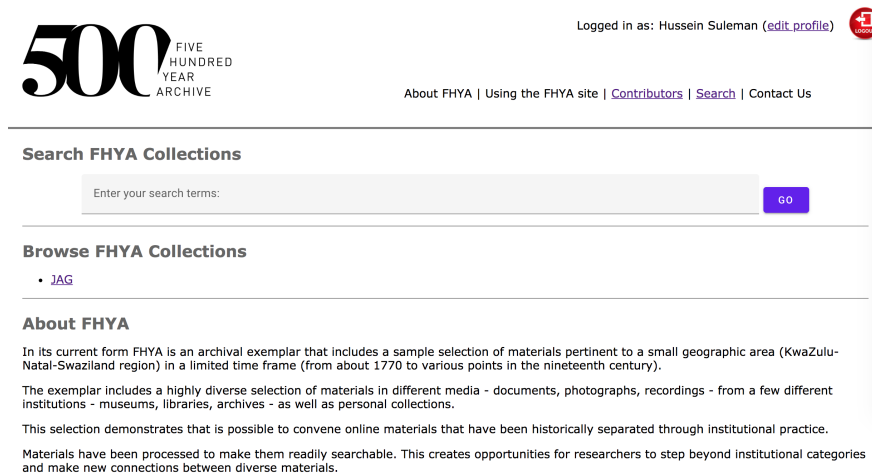 Logged in as: Hussein Suleman (edit profile)
LOGOUT
500 FIVE
HUNDRED
YEAR
ARCHIVE
About FHYA | Using the FHYA site | Contributors | Search | Contact Us
Search FHYA Collections
Enter your search terms:
GO
Browse FHYA Collections
• JAG
About FHYA
In its current form FHYA is an archival exemplar that includes a sample selection of materials pertinent to a small geographic area (KwaZulu-
Natal-Swaziland region) in a limited time frame (from about 1770 to various points in the nineteenth century).
The exemplar includes a highly diverse selection of materials in different media - documents, photographs, recordings - from a few different
institutions - museums, libraries, archives - as well as personal collections.
This selection demonstrates that is possible to convene online materials that have been historically separated through institutional practice.
Materials have been processed to make them readily searchable. This creates opportunities for researchers to step beyond institutional categories
and make new connections between diverse materials.